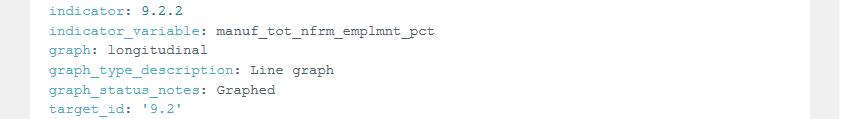 indicator: 9.2.2
indicator_variable: manuf_tot_nfrm_emplmnt_pct
graph: longitudinal
graph_type_description: Line graph
graph_status_notes: Graphed
target_id: '9.2'